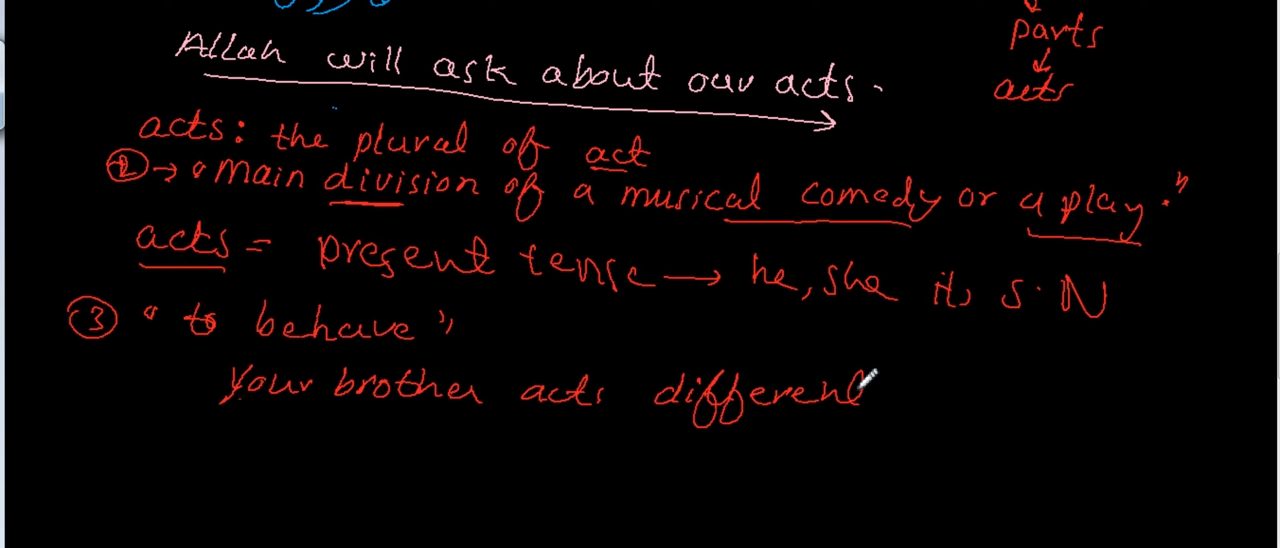 parts
↓
acts
Allah will ask about our acts.
acts: the plural of act
② → "main division of a musical comedy or a play."
acts = present tense → he, she it, S.N
③ "to behave"
Your brother acts different